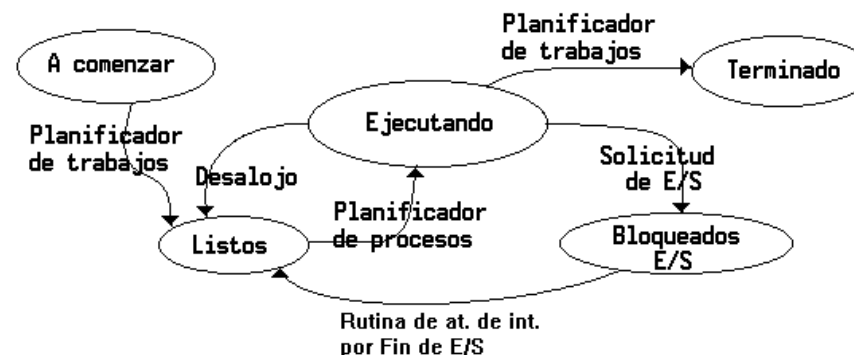 Planificador
de trabajos
A comenzar
Terminado
Ejecutando
Planificador
de trabajos
Solicitud
de E/S
Desalojo
Planificador
de procesos
Listos
Bloqueados
E/S
Rutina de at. de int.
por Fin de E/S